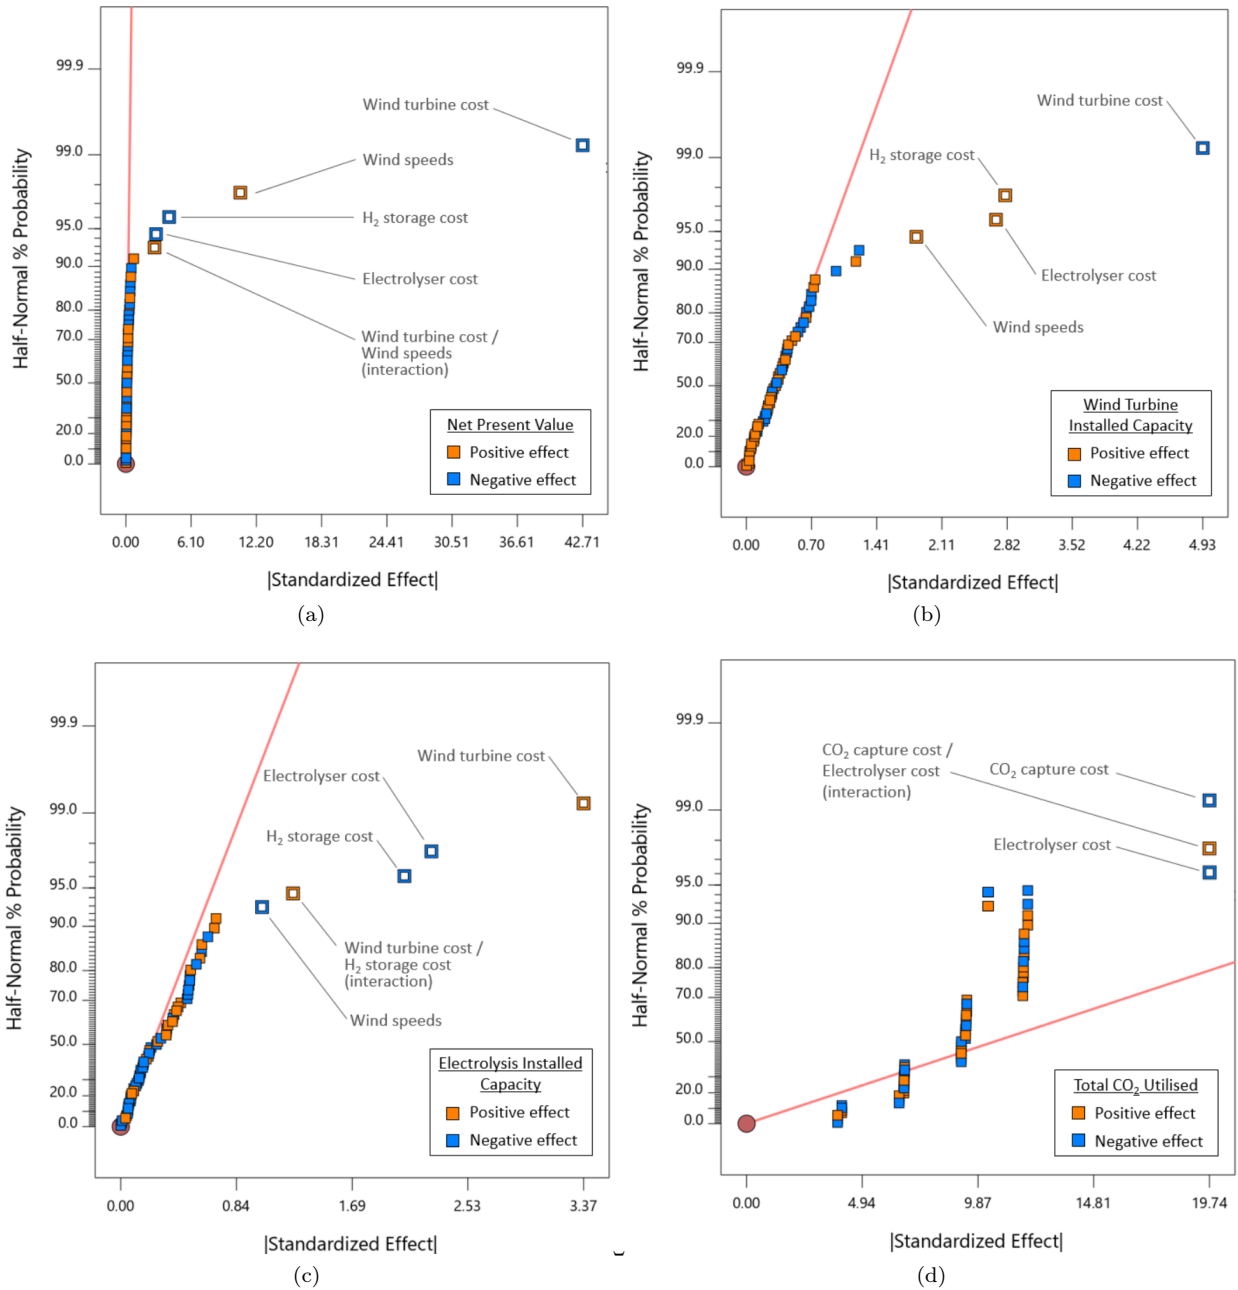 99.9
99.0
95.0
90.0
80.0
70.0
50.0
20.0
0.0
Half-Normal % Probability
Wind turbine cost
Wind speeds
H₂ storage cost
Electrolyser cost
Wind turbine cost /
Wind speeds
(interaction)
Net Present Value
Positive effect
Negative effect
0.00 6.10 12.20 18.31 24.41 30.51 36.61 42.71
|Standardized Effect|
(a)
99.9
99.0
95.0
90.0
80.0
70.0
50.0
20.0
0.0
Half-Normal % Probability
Wind turbine cost
H₂ storage cost
Electrolyser cost
Wind speeds
Wind Turbine
Installed Capacity
Positive effect
Negative effect
0.00 0.70 1.41 2.11 2.82 3.52 4.22 4.93
|Standardized Effect|
(b)
99.9
99.0
95.0
90.0
80.0
70.0
50.0
20.0
0.0
Half-Normal % Probability
Wind turbine cost
Electrolyser cost
H₂ storage cost
Wind turbine cost /
H₂ storage cost
(interaction)
Wind speeds
Electrolysis Installed
Capacity
Positive effect
Negative effect
0.00 0.84 1.69 2.53 3.37
|Standardized Effect|
(c)
99.9
99.0
95.0
90.0
80.0
70.0
50.0
20.0
0.0
Half-Normal % Probability
CO₂ capture cost /
Electrolyser cost
(interaction)
CO₂ capture cost
Electrolyser cost
Total CO₂ Utilised
Positive effect
Negative effect
0.00 4.94 9.87 14.81 19.74
|Standardized Effect|
(d)